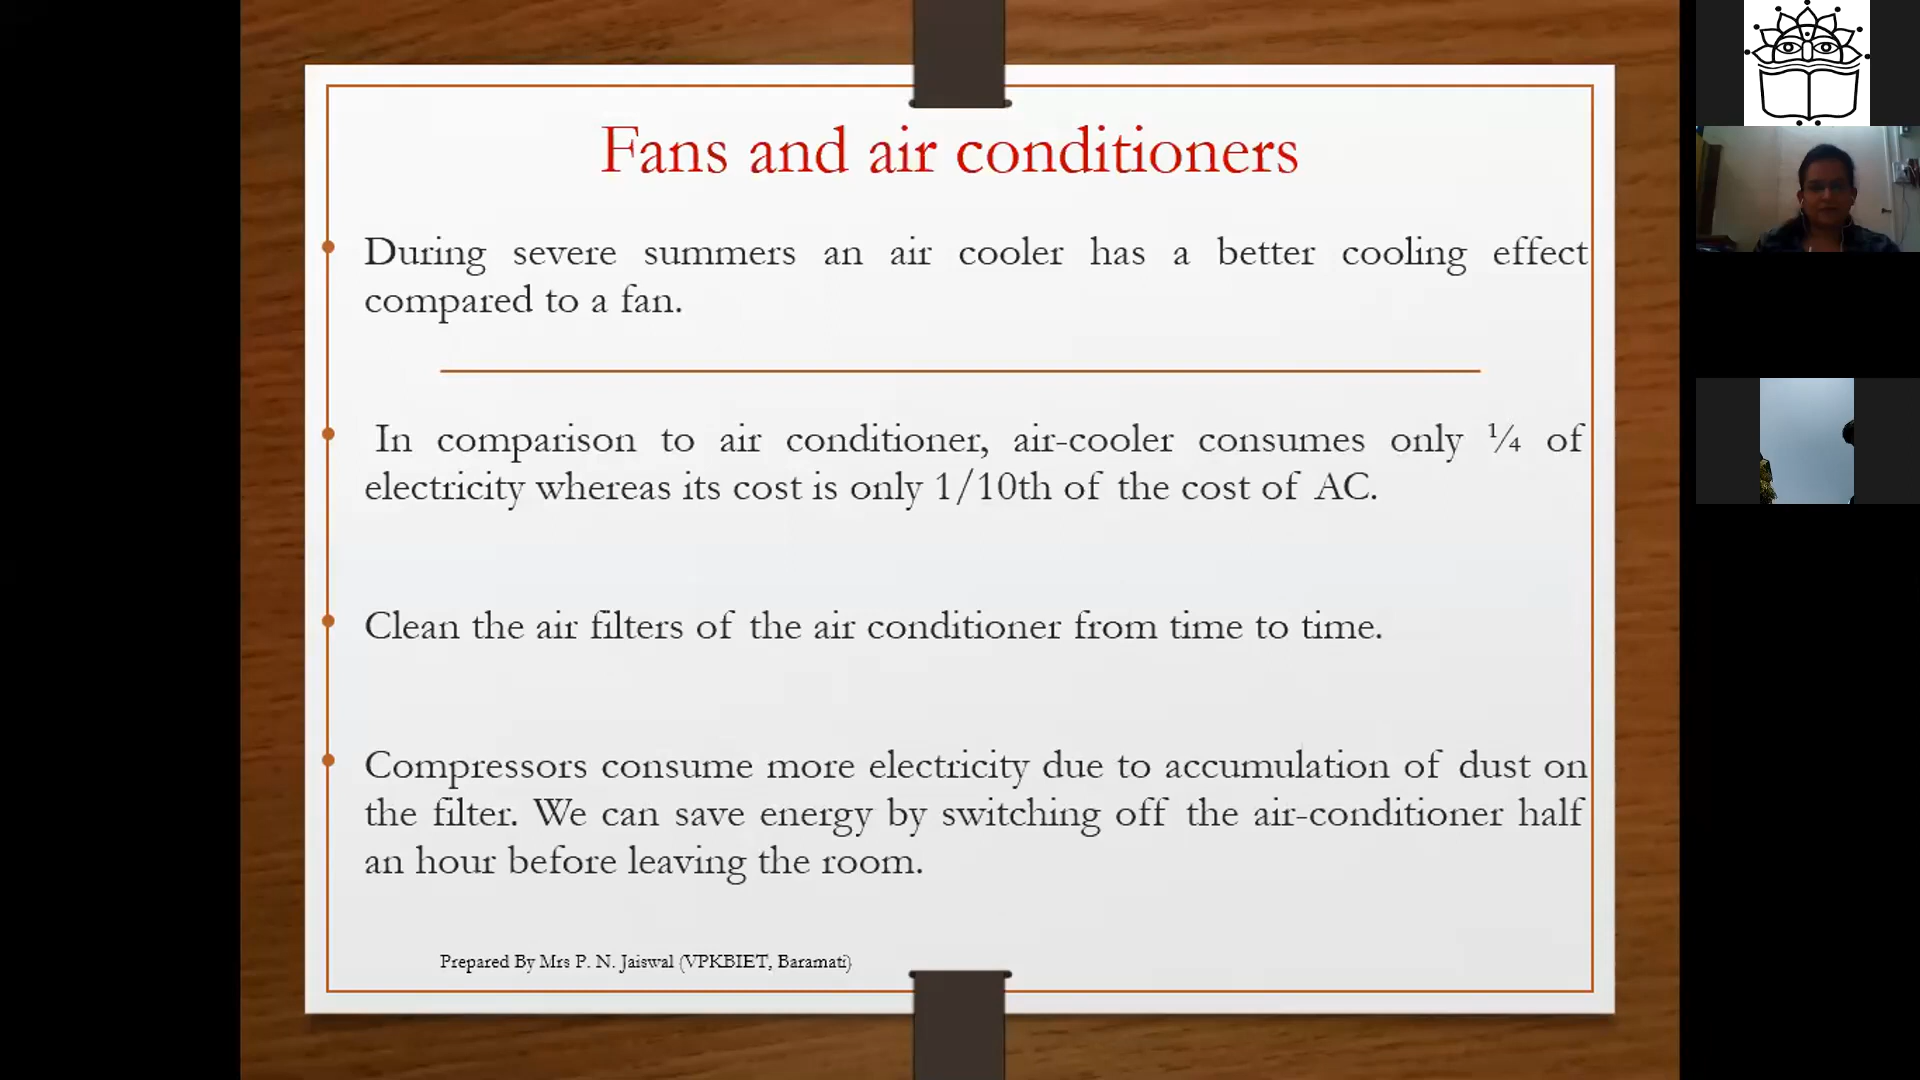 Fans and air conditioners
During severe summers an air cooler has a better cooling effect
compared to a fan.
In comparison to air conditioner, air-cooler consumes only ¼ of
electricity whereas its cost is only 1/10th of the cost of AC.
Clean the air filters of the air conditioner from time to time.
Compressors consume more electricity due to accumulation of dust on
the filter. We can save energy by switching off the air-conditioner half
an hour before leaving the room.
Prepared By Mrs P. N. Jaiswal (VPKBIET, Baramati)